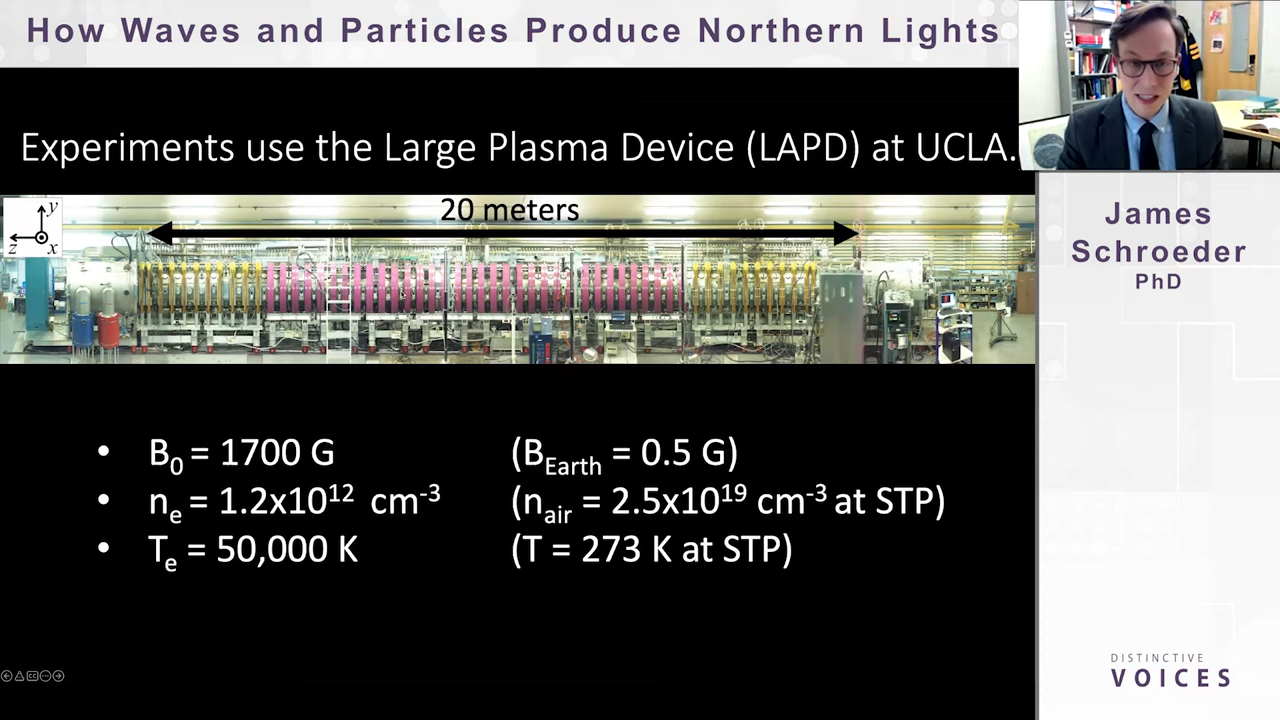 How Waves and Particles Produce Northern Lights
Experiments use the Large Plasma Device (LAPD) at UCLA.
20 meters
y
z
x
• B₀ = 1700 G (B_Earth = 0.5 G)
• nₑ = 1.2x10¹² cm⁻³ (n_air = 2.5x10¹⁹ cm⁻³ at STP)
• Tₑ = 50,000 K (T = 273 K at STP)
James
Schroeder
PhD
DISTINCTIVE
VOICES